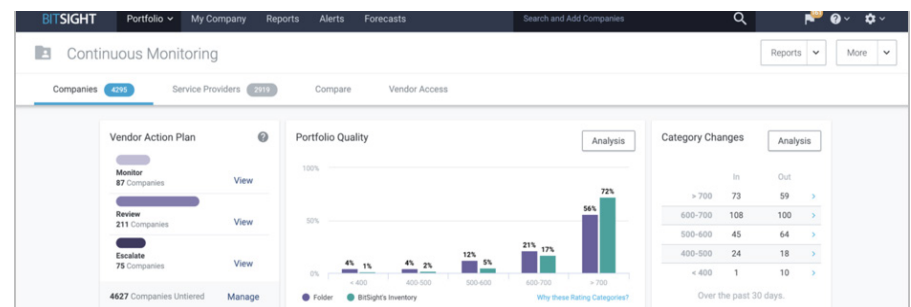 BITSIGHT Portfolio My Company Reports Alerts Forecasts Search and Add Companies
Continuous Monitoring Reports More
Companies 4295 Service Providers 2919 Compare Vendor Access
Vendor Action Plan
Monitor
87 Companies View
Review
211 Companies View
Escalate
75 Companies View
4627 Companies Untiered Manage
Portfolio Quality Analysis
100%
50%
0%
4% 1% 4% 2% 12% 5% 21% 17% 56% 72%
< 400 400-500 500-600 600-700 > 700
Folder BitSight's Inventory Why these Rating Categories?
Category Changes Analysis
In Out
> 700 73 59
600-700 108 100
500-600 45 64
400-500 24 18
< 400 1 10
Over the past 30 days.